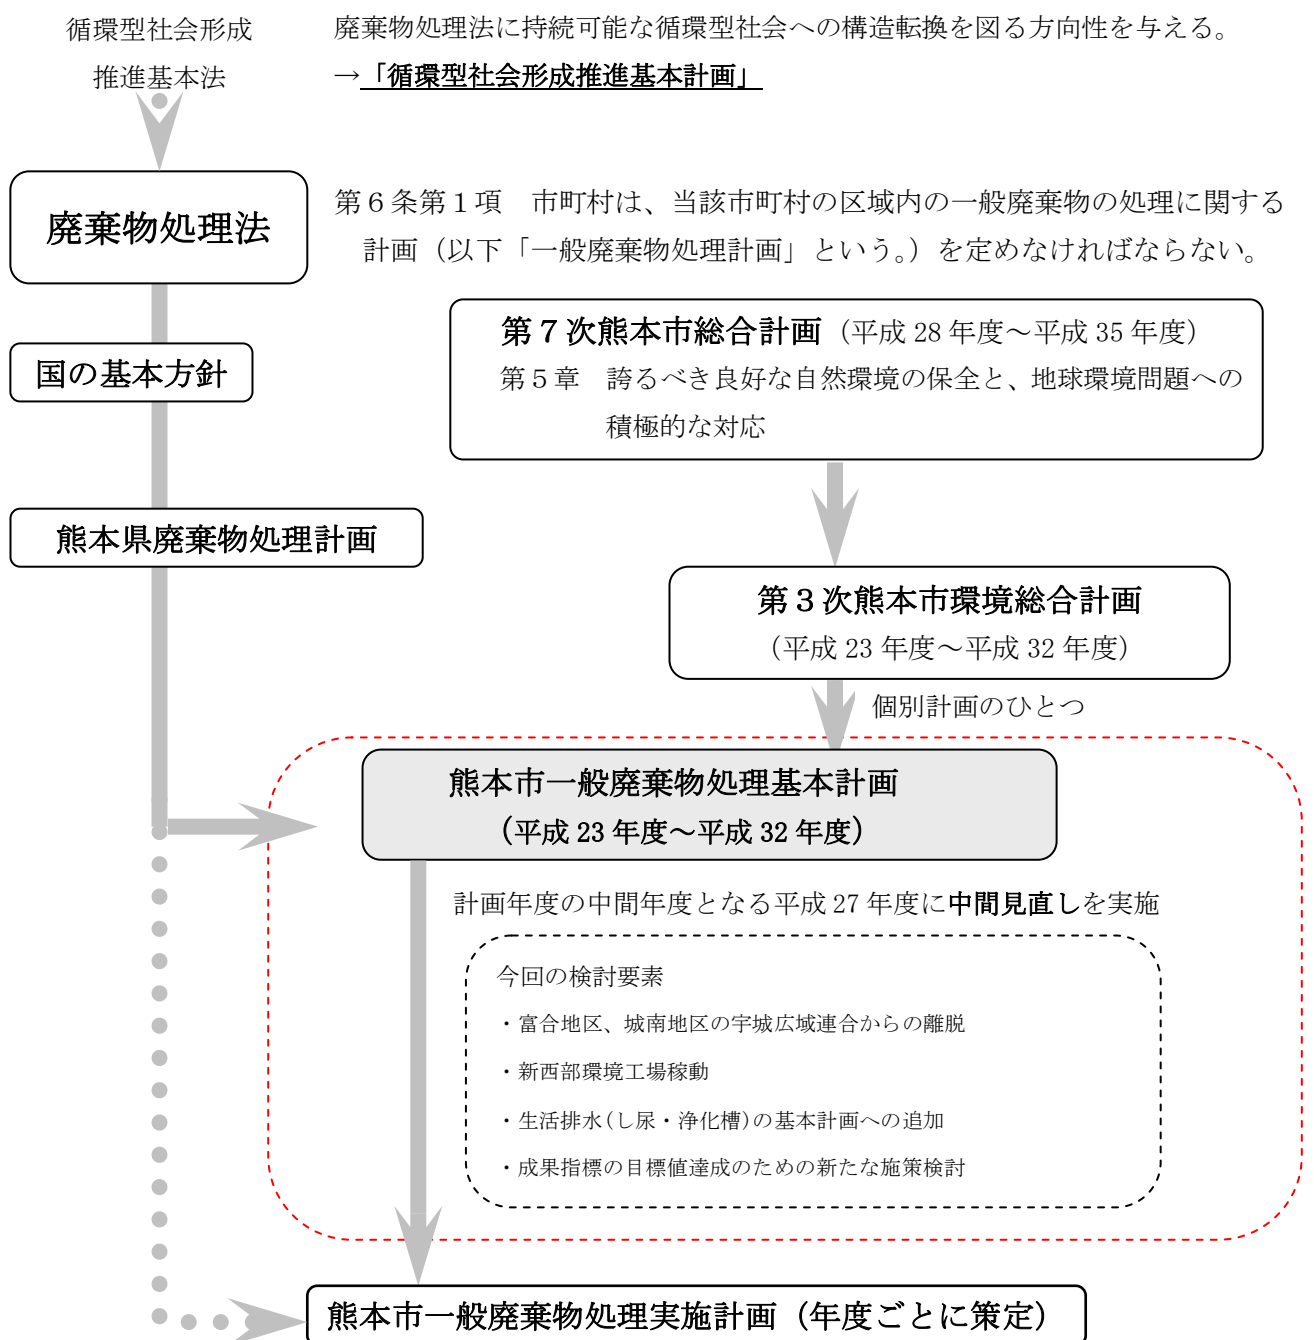 循環型社会形成
推進基本法
廃棄物処理法に持続可能な循環型社会への構造転換を図る方向性を与える。
→「循環型社会形成推進基本計画」
廃棄物処理法
第６条第１項　市町村は、当該市町村の区域内の一般廃棄物の処理に関する
計画（以下「一般廃棄物処理計画」という。）を定めなければならない。
第７次熊本市総合計画（平成 28 年度～平成 35 年度）
第５章　誇るべき良好な自然環境の保全と、地球環境問題への
積極的な対応
国の基本方針
熊本県廃棄物処理計画
第３次熊本市環境総合計画
（平成 23 年度～平成 32 年度）
個別計画のひとつ
熊本市一般廃棄物処理基本計画
（平成 23 年度～平成 32 年度）
計画年度の中間年度となる平成 27 年度に中間見直しを実施
今回の検討要素
・富合地区、城南地区の宇城広域連合からの離脱
・新西部環境工場稼動
・生活排水(し尿・浄化槽)の基本計画への追加
・成果指標の目標値達成のための新たな施策検討
熊本市一般廃棄物処理実施計画（年度ごとに策定）